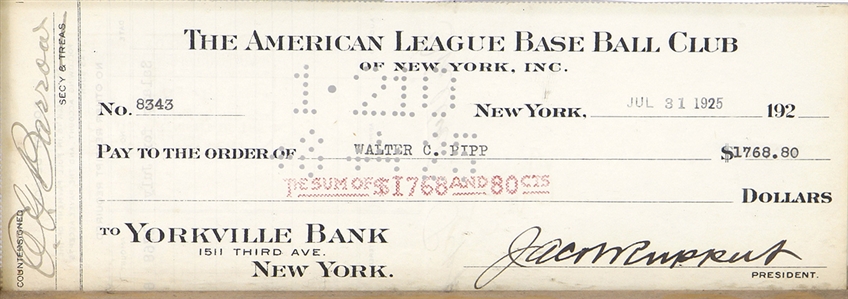 THE AMERICAN LEAGUE BASE BALL CLUB
OF NEW YORK, INC.
No. 8343 NEW YORK, JUL 31 1925 192
PAY TO THE ORDER OF WALTER C. PIPP $1768.80
THE SUM OF $1768 AND 80 CTS
DOLLARS
TO YORKVILLE BANK
1511 THIRD AVE.
NEW YORK.
Jacob Ruppert
PRESIDENT.
COUNTERSIGNED
E G Barrow
SEC'Y & TREAS.